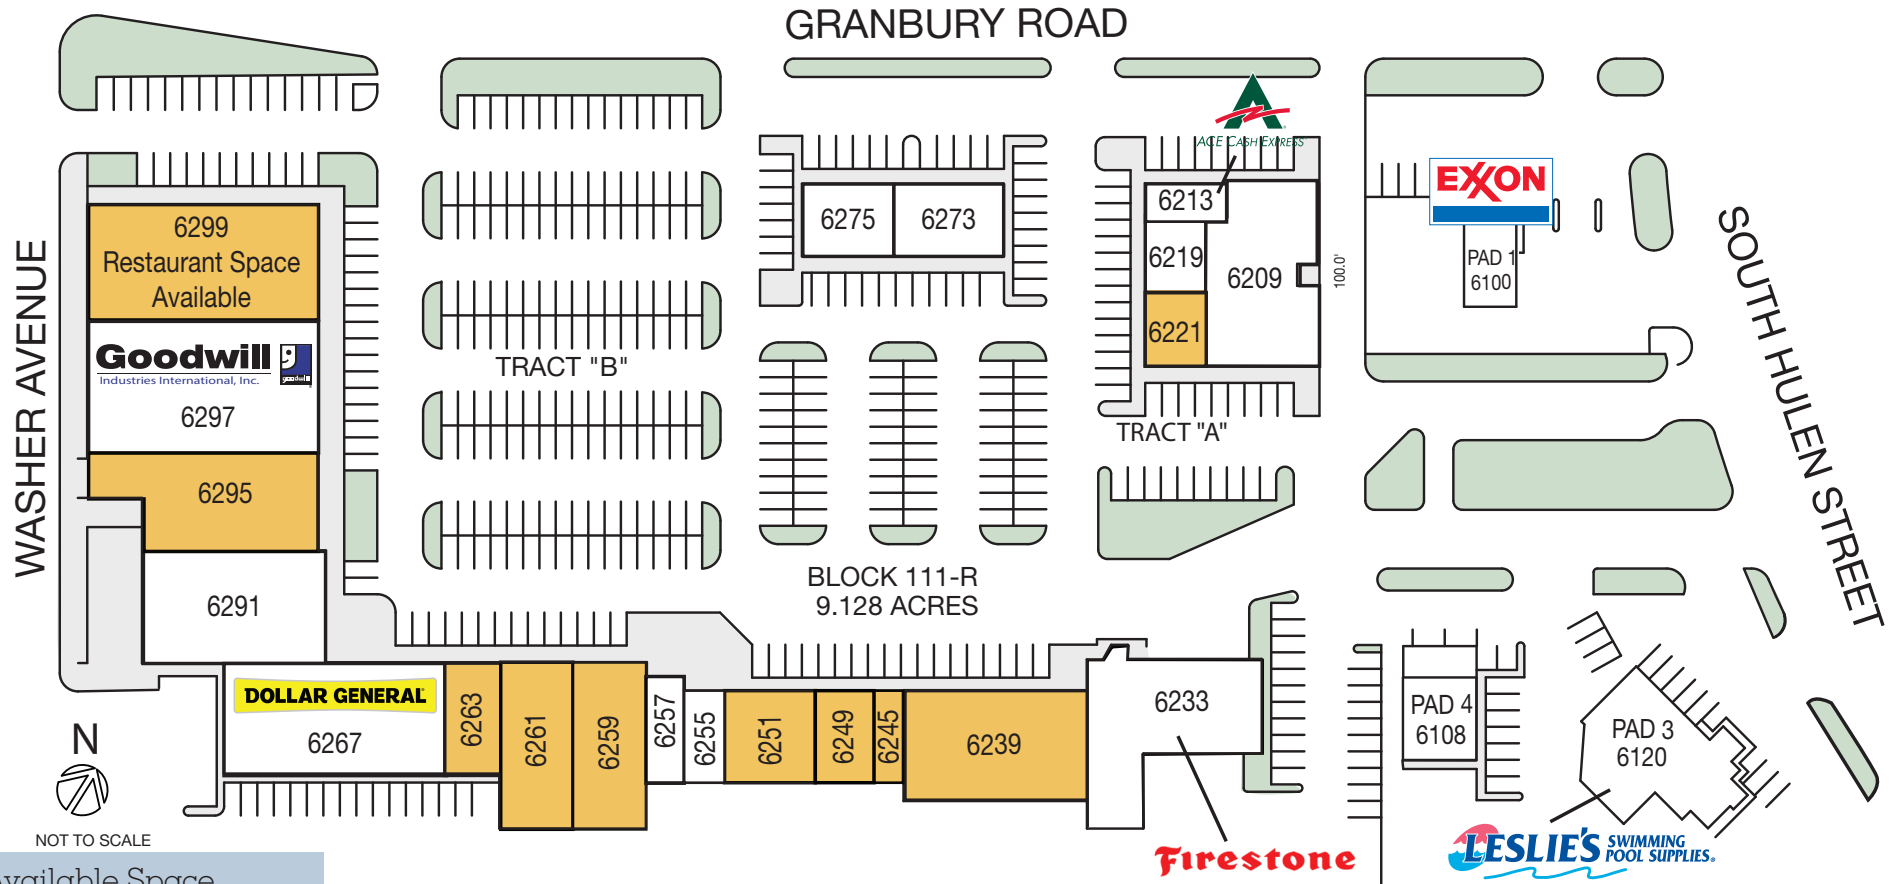 GRANBURY ROAD
WASHER AVENUE
SOUTH HULEN STREET
6299
Restaurant Space
Available
Goodwill
Industries International, Inc.
goodwill
6297
6295
6291
TRACT "B"
6275
6273
ACE CASH EXPRESS
6213
6219
6209
6221
100.0'
TRACT "A"
EXXON
PAD 1
6100
BLOCK 111-R
9.128 ACRES
DOLLAR GENERAL
6267
6263
6261
6259
6257
6255
6251
6249
6245
6239
6233
Firestone
PAD 4
6108
PAD 3
6120
LESLIE'S SWIMMING
POOL SUPPLIES®
N
NOT TO SCALE
Available Space